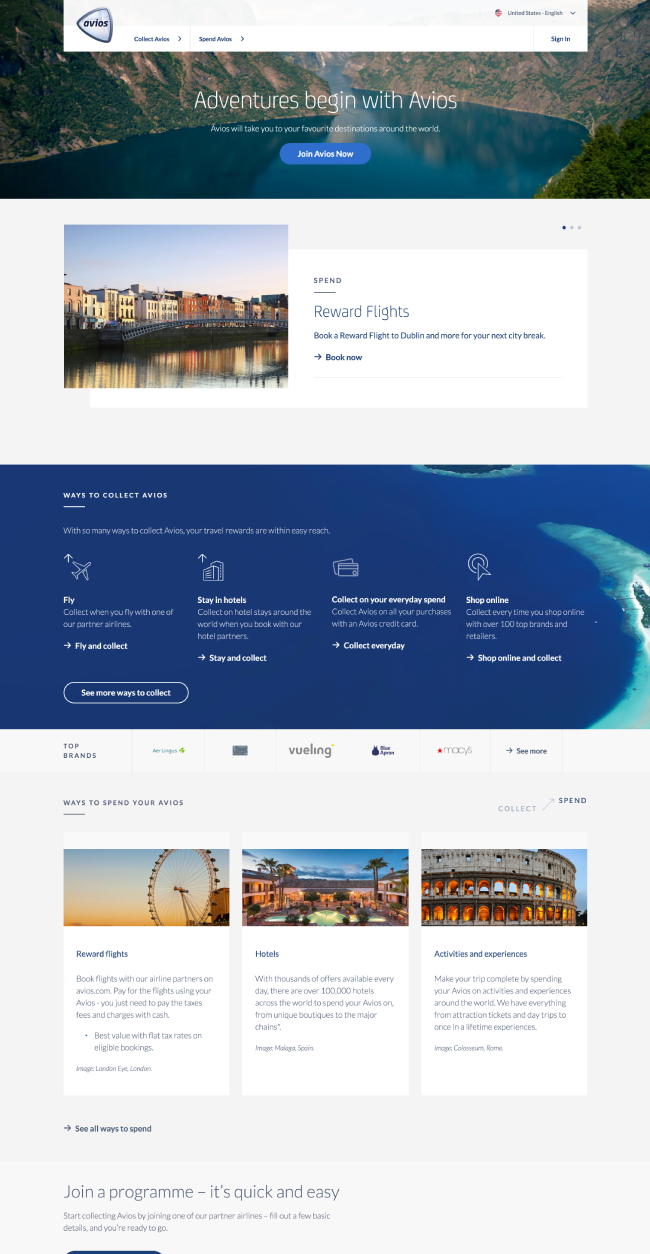 avios
United States - English
Collect Avios
Spend Avios
Sign In
Adventures begin with Avios
Avios will take you to your favourite destinations around the world.
Join Avios Now
SPEND
Reward Flights
Book a Reward Flight to Dublin and more for your next city break.
Book now
WAYS TO COLLECT AVIOS
With so many ways to collect Avios, your travel rewards are within easy reach.
Fly
Collect when you fly with one of
our partner airlines.
Fly and collect
Stay in hotels
Collect on hotel stays around the
world when you book with our
hotel partners.
Stay and collect
Collect on your everyday spend
Collect Avios on all your purchases
with an Avios credit card.
Collect everyday
Shop online
Collect every time you shop online
with over 100 top brands and
retailers.
Shop online and collect
See more ways to collect
TOP
BRANDS
Aer Lingus
vueling
Blue
Apron
macy's
See more
WAYS TO SPEND YOUR AVIOS
COLLECT
SPEND
Reward flights
Book flights with our airline partners on
avios.com. Pay for the flights using your
Avios - you just need to pay the taxes
fees and charges with cash.
• Best value with flat tax rates on
eligible bookings.
Image: London Eye, London.
Hotels
With thousands of offers available every
day, there are over 100,000 hotels
across the world to spend your Avios on,
from unique boutiques to the major
chains*.
Image: Malaga, Spain.
Activities and experiences
Make your trip complete by spending
your Avios on activities and experiences
around the world. We have everything
from attraction tickets and day trips to
once in a lifetime experiences.
Image: Colosseum, Rome.
See all ways to spend
Join a programme – it's quick and easy
Start collecting Avios by joining one of our partner airlines – fill out a few basic
details, and you're ready to go.